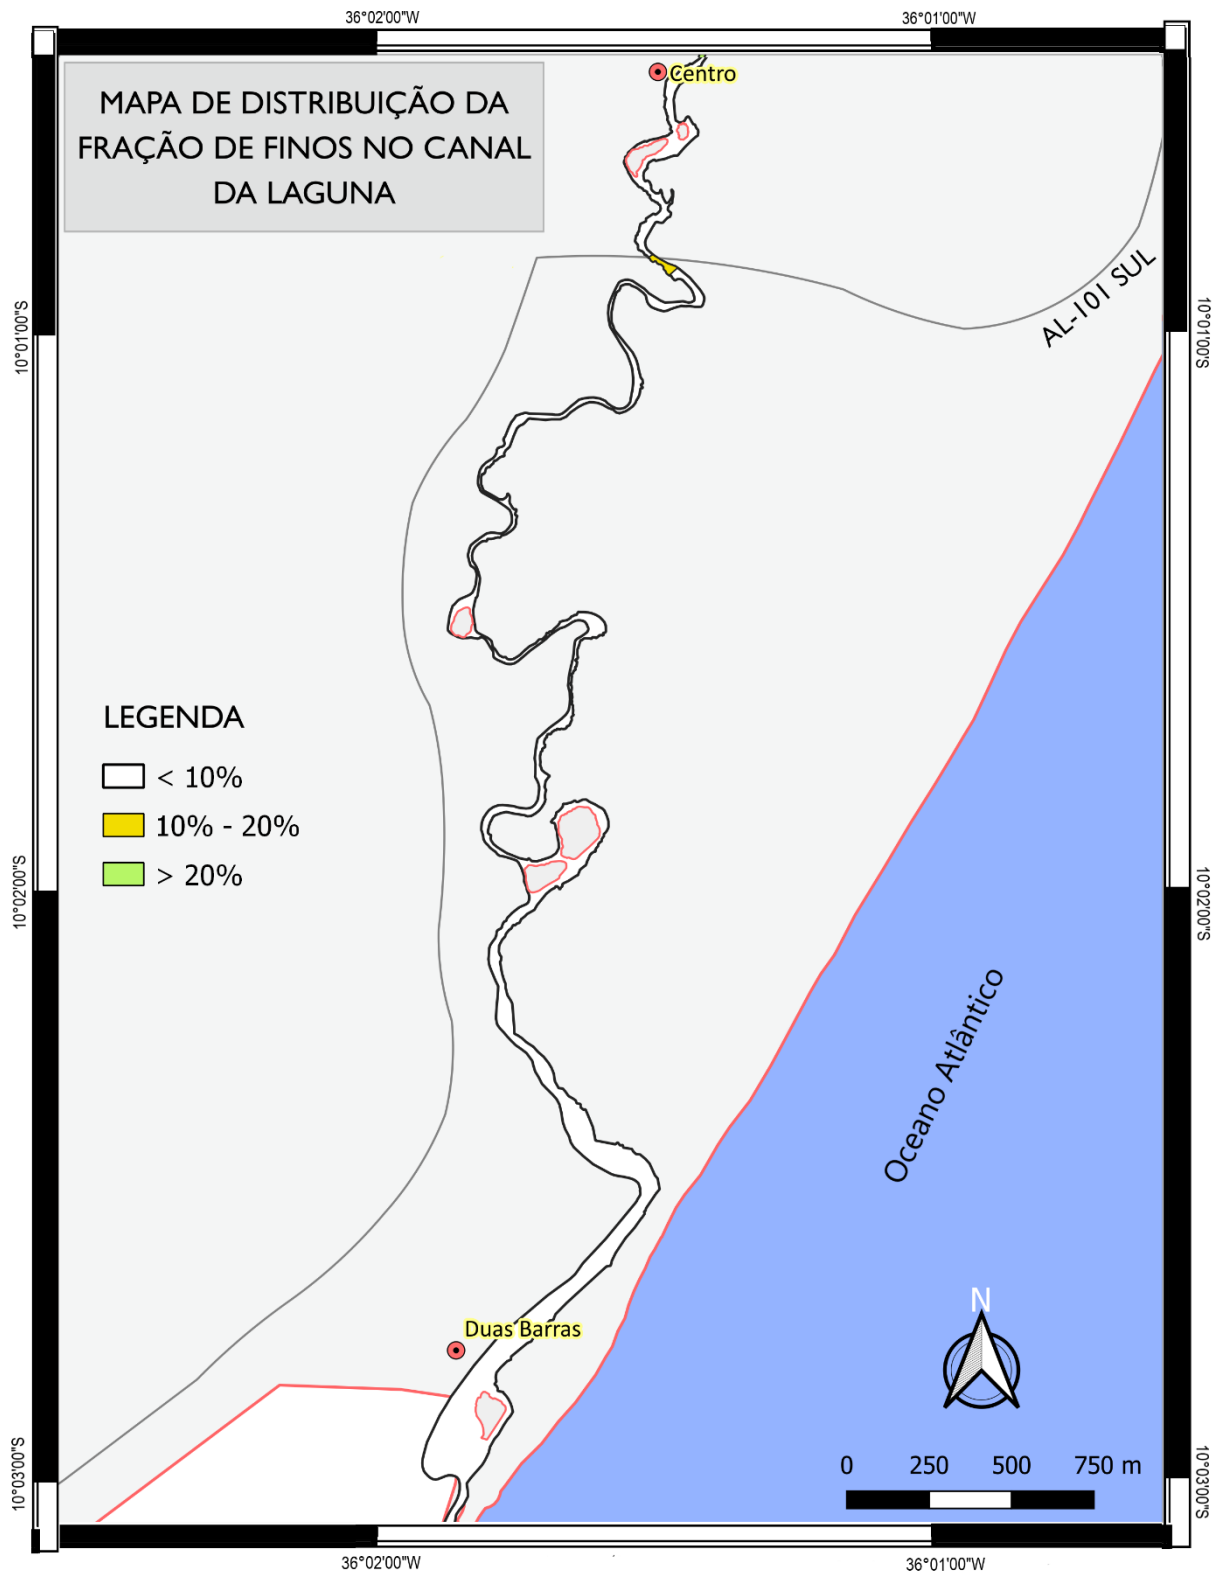 36°02'00"W
36°01'00"W
Centro
MAPA DE DISTRIBUIÇÃO DA
FRAÇÃO DE FINOS NO CANAL
DA LAGUNA
AL-101 SUL
10°01'00"S
10°01'00"S
LEGENDA
< 10%
10% - 20%
> 20%
10°02'00"S
10°02'00"S
Oceano Atlântico
N
Duas Barras
0 250 500 750 m
10°03'00"S
10°03'00"S
36°02'00"W
36°01'00"W